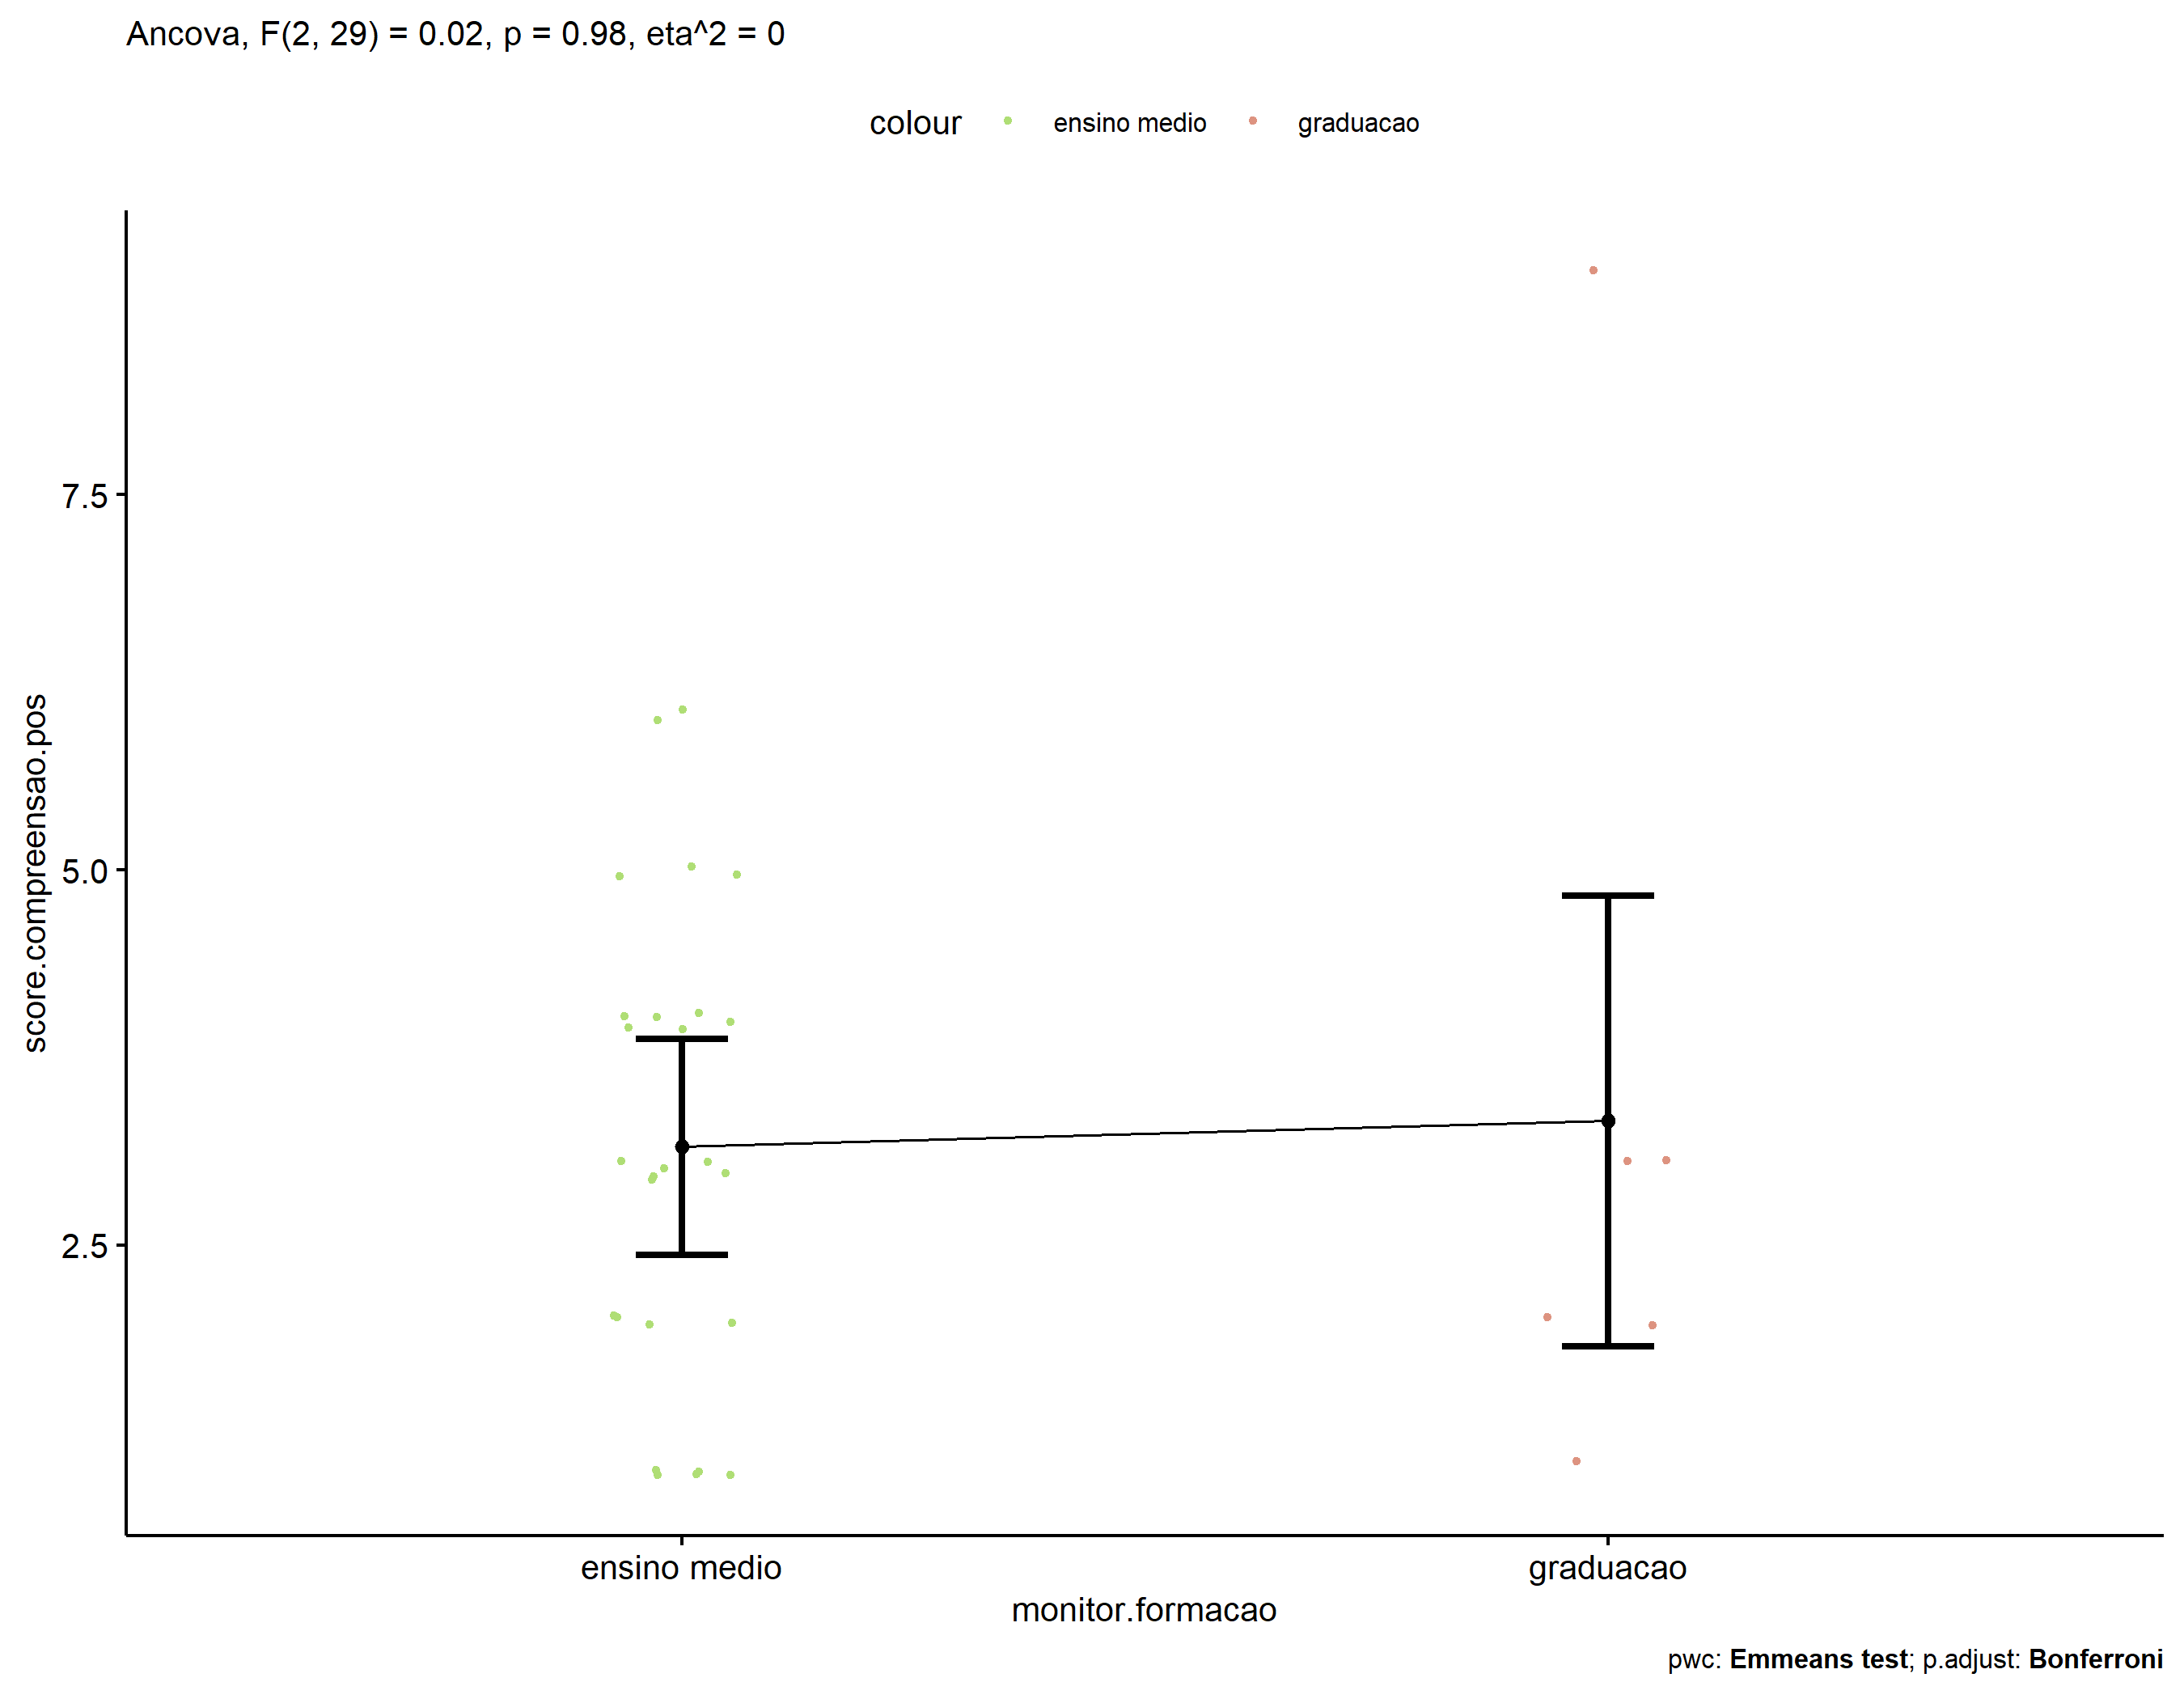 Ancova, F(2, 29) = 0.02, p = 0.98, eta^2 = 0
colour ensino medio graduacao
score.compreensao.pos
7.5
5.0
2.5
ensino medio graduacao
monitor.formacao
pwc: Emmeans test; p.adjust: Bonferroni